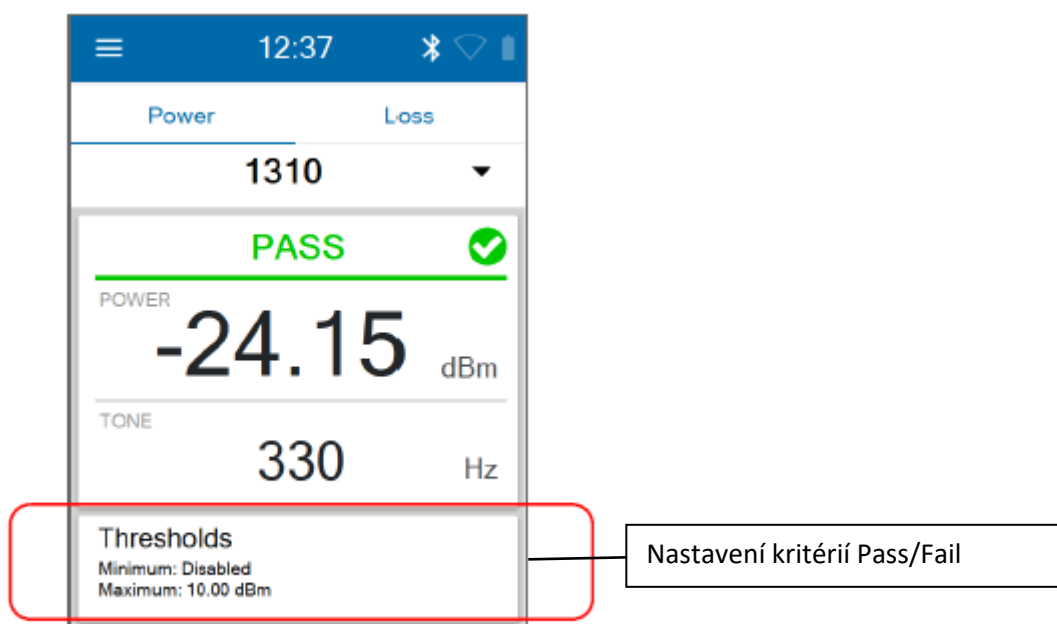 12:37
Power Loss
1310
PASS
POWER
-24.15 dBm
TONE
330 Hz
Thresholds
Minimum: Disabled
Maximum: 10.00 dBm
Nastavení kritérií Pass/Fail